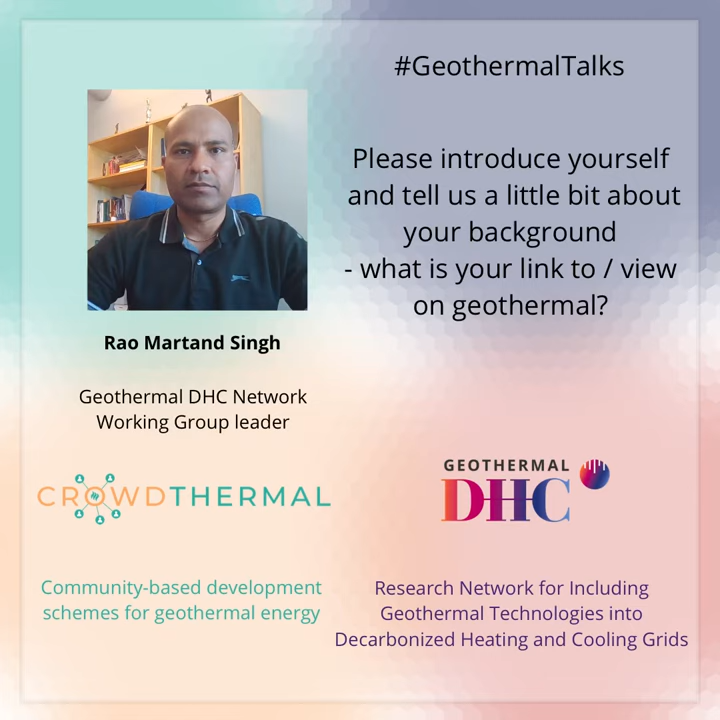 #GeothermalTalks
Please introduce yourself
and tell us a little bit about
your background
- what is your link to / view
on geothermal?
Rao Martand Singh
Geothermal DHC Network
Working Group leader
CROWDTHERMAL
Community-based development
schemes for geothermal energy
GEOTHERMAL
DHC
Research Network for Including
Geothermal Technologies into
Decarbonized Heating and Cooling Grids